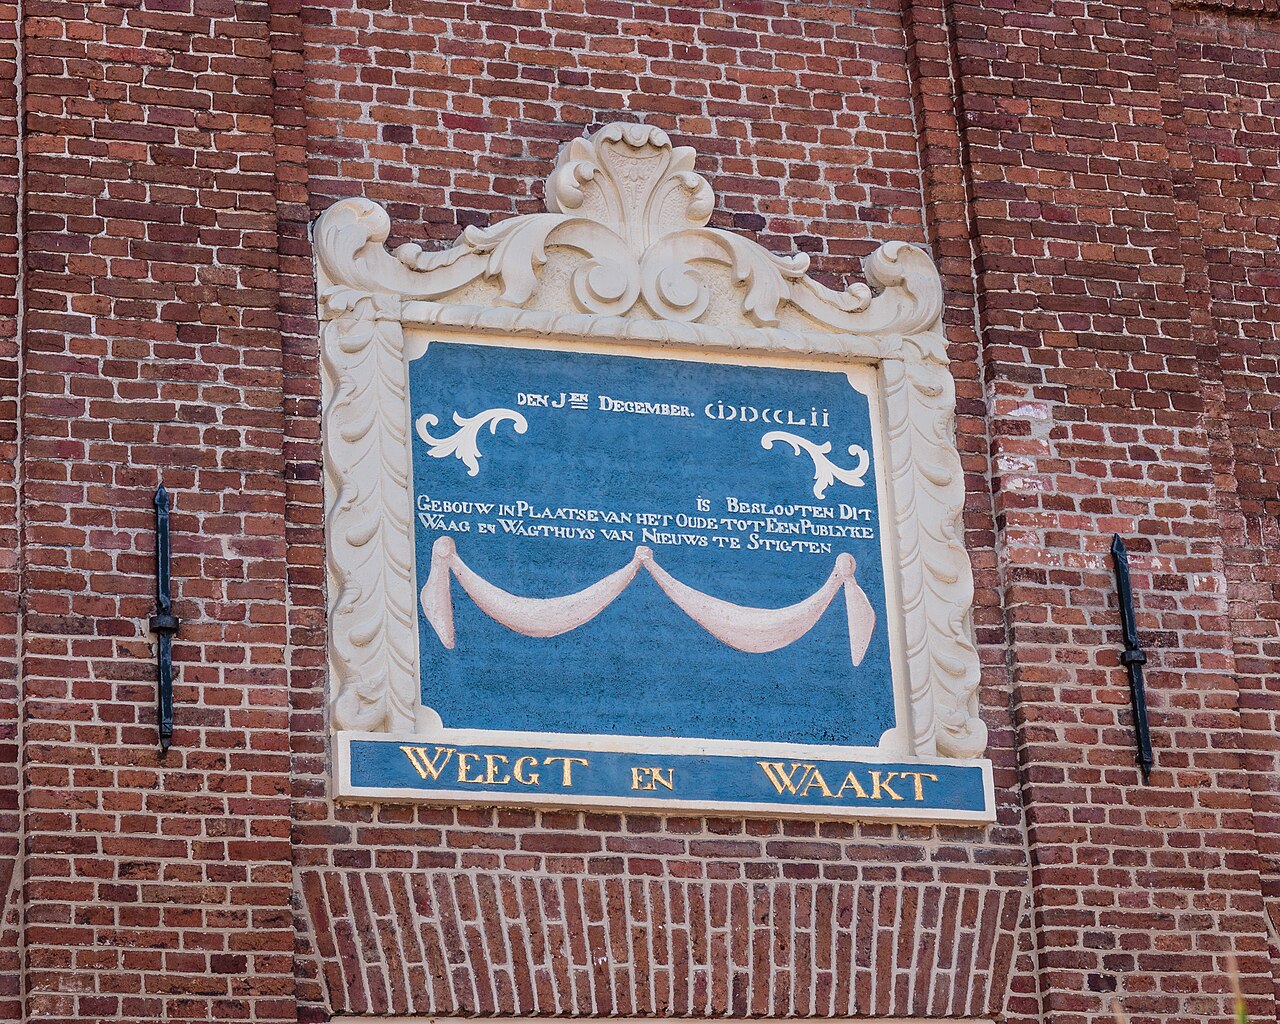 DEN JEN DECEMBER. CIƆIƆCCLII
IS BESLOOTEN DIT
GEBOUW IN PLAATSE VAN HET OUDE TOT EEN PUBLYKE
WAAG EN WAGTHUYS VAN NIEUWS TE STIGTEN
WEEGT EN WAAKT